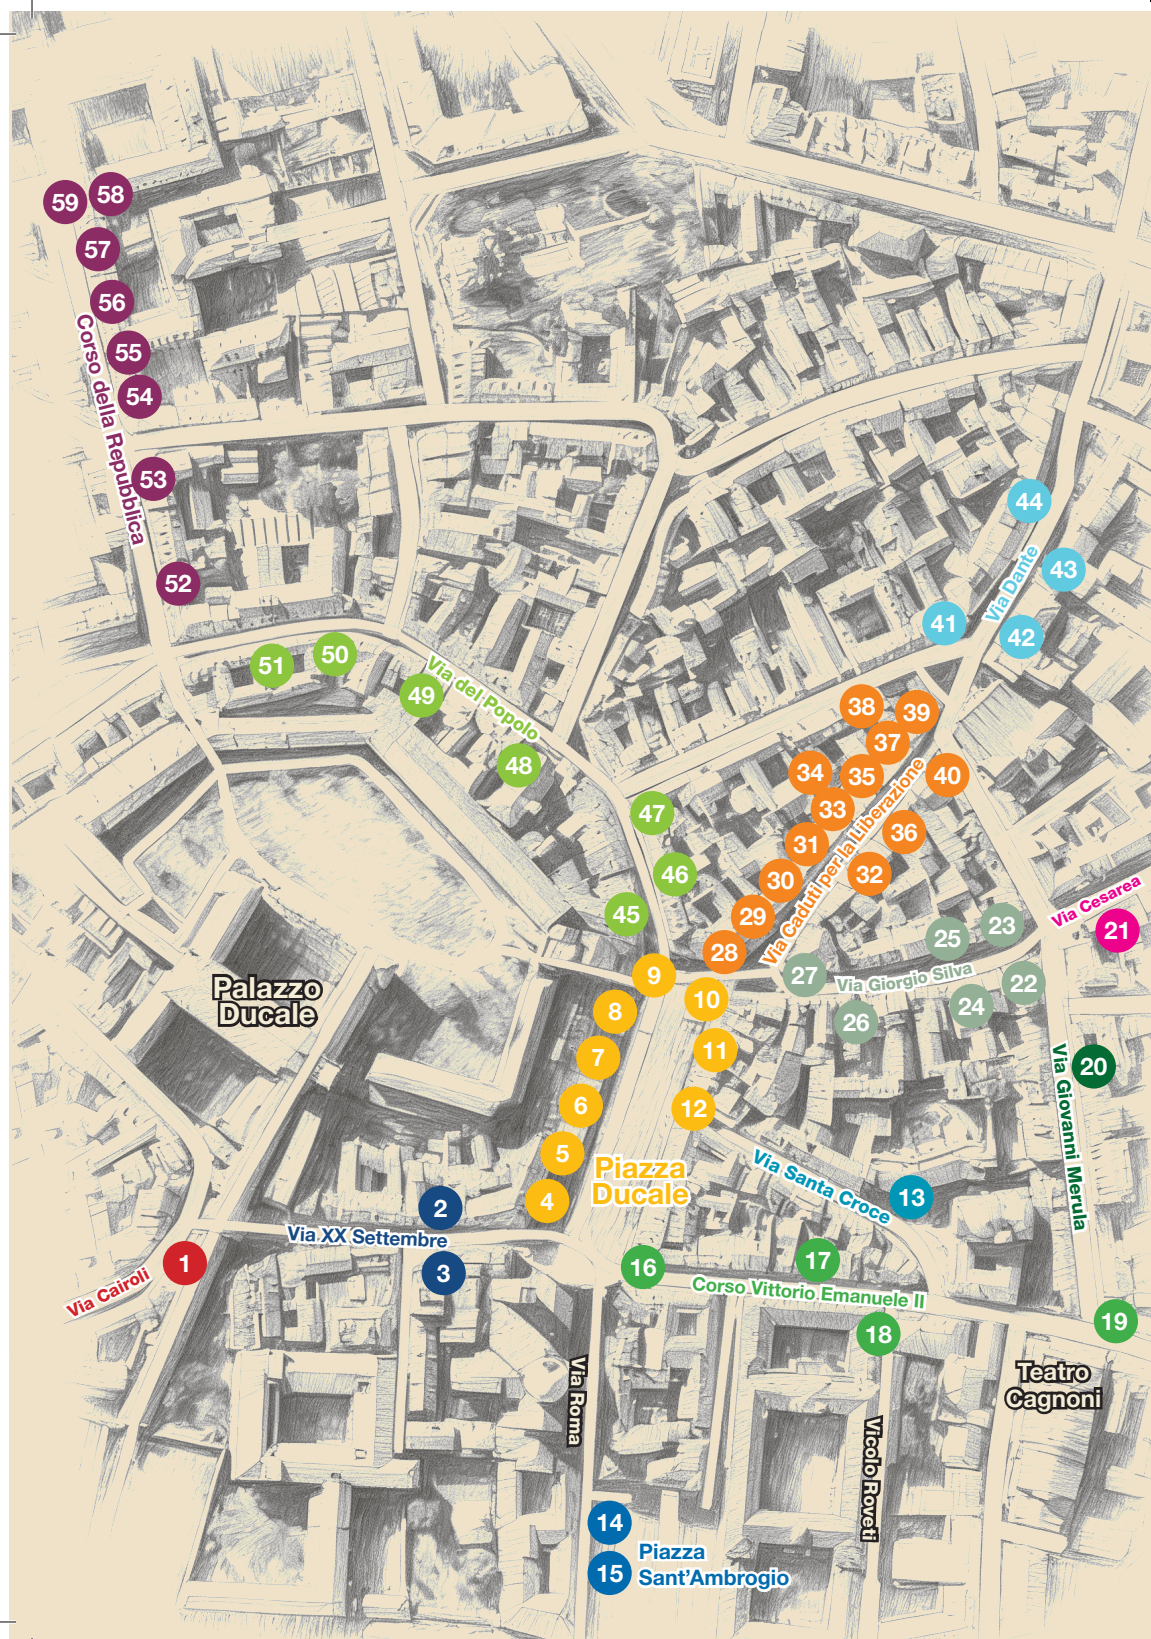 59
58
57
56
Corso della Repubblica
55
54
53
52
44
Via Dante
43
41
42
51
50
49
Via del Popolo
48
47
46
45
38
39
37
34
35
40
33
36
31
32
30
29
28
Via Caduti per la Liberazione
Via Cesarea
21
25
23
27
Via Giorgio Silva
22
24
26
Palazzo
Ducale
9
8
10
7
11
6
12
5
4
Piazza
Ducale
20
Via Giovanni Merula
Via Santa Croce
13
2
Via XX Settembre
3
1
Via Cairoli
16
17
Corso Vittorio Emanuele II
18
19
Teatro
Cagnoni
Via Roma
Vicolo Roveti
14
15
Piazza
Sant'Ambrogio